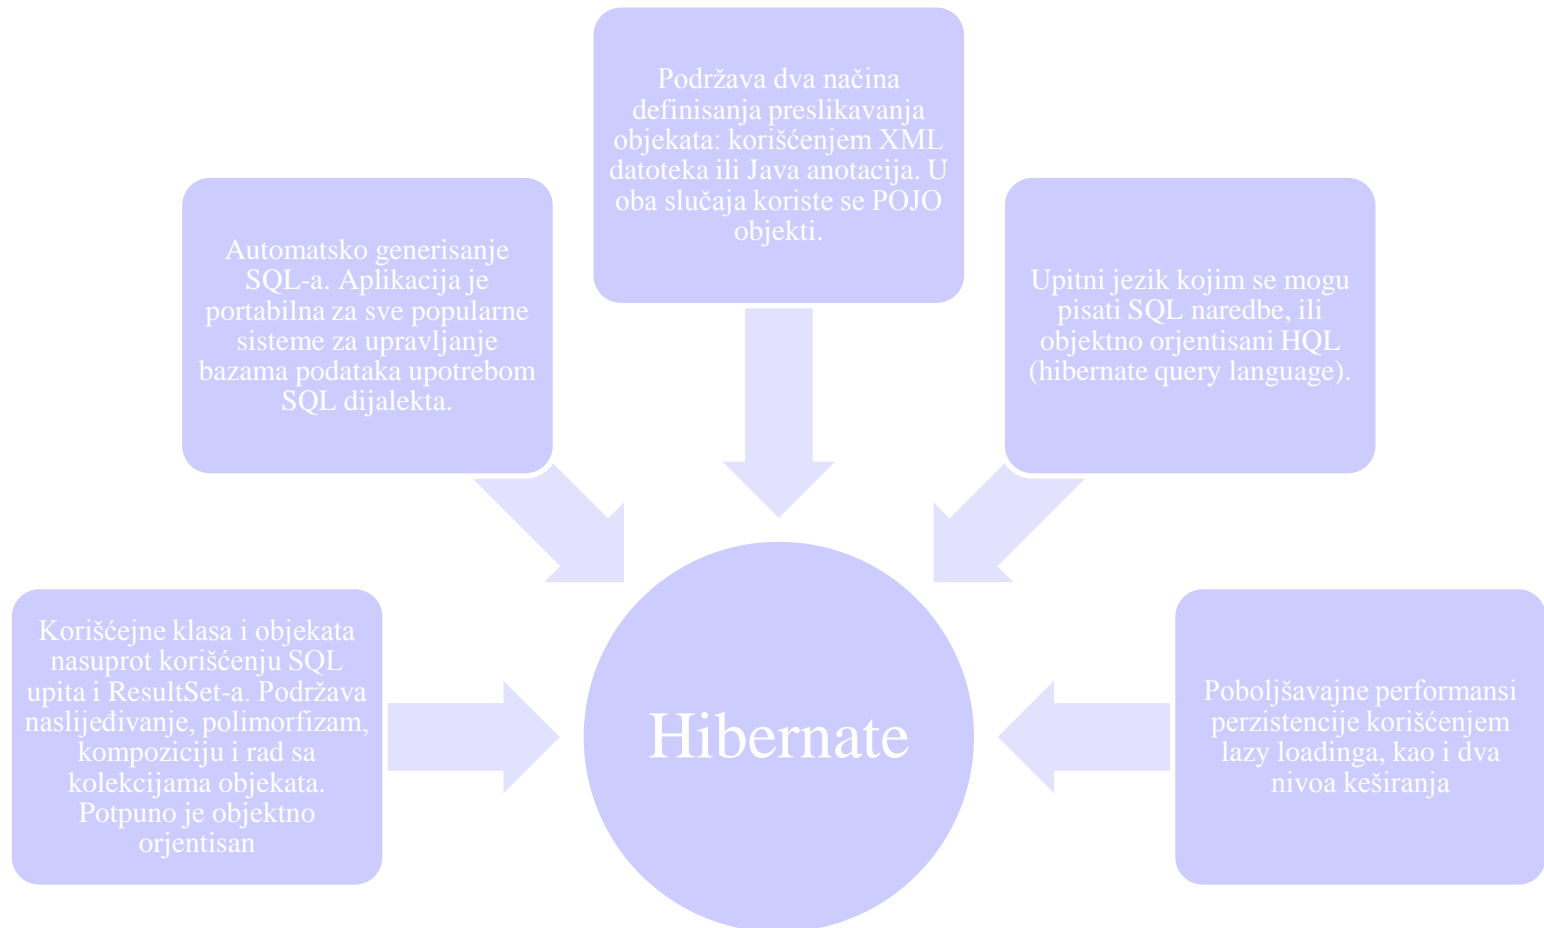 Podržava dva načina
definisanja preslikavanja
objekata: korišćenjem XML
datoteka ili Java anotacija. U
oba slučaja koriste se POJO
objekti.
Automatsko generisanje
SQL-a. Aplikacija je
portabilna za sve popularne
sisteme za upravljanje
bazama podataka upotrebom
SQL dijalekta.
Upitni jezik kojim se mogu
pisati SQL naredbe, ili
objektno orjentisani HQL
(hibernate query language).
Korišćejne klasa i objekata
nasuprot korišćenju SQL
upita i ResultSet-a. Podržava
naslijeđivanje, polimorfizam,
kompoziciju i rad sa
kolekcijama objekata.
Potpuno je objektno
orjentisan
Hibernate
Poboljšavajne performansi
perzistencije korišćenjem
lazy loadinga, kao i dva
nivoa keširanja